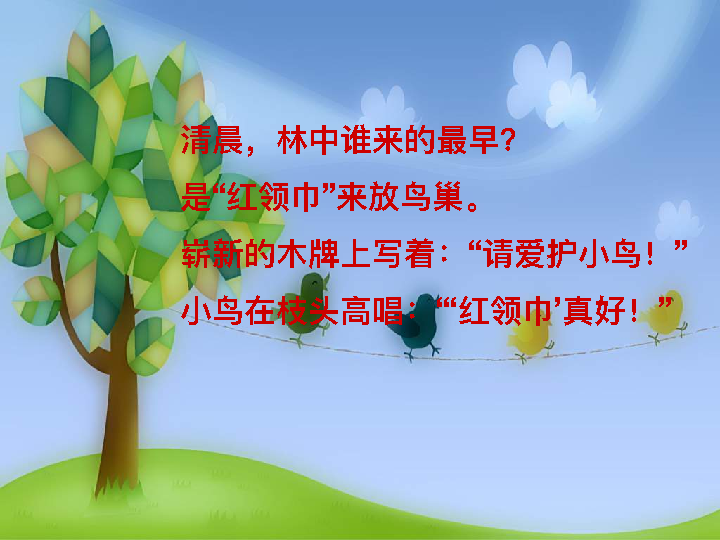 清晨，林中谁来的最早？
是“红领巾”来放鸟巢。
崭新的木牌上写着：“请爱护小鸟！”
小鸟在枝头高唱：“‘红领巾’真好！”